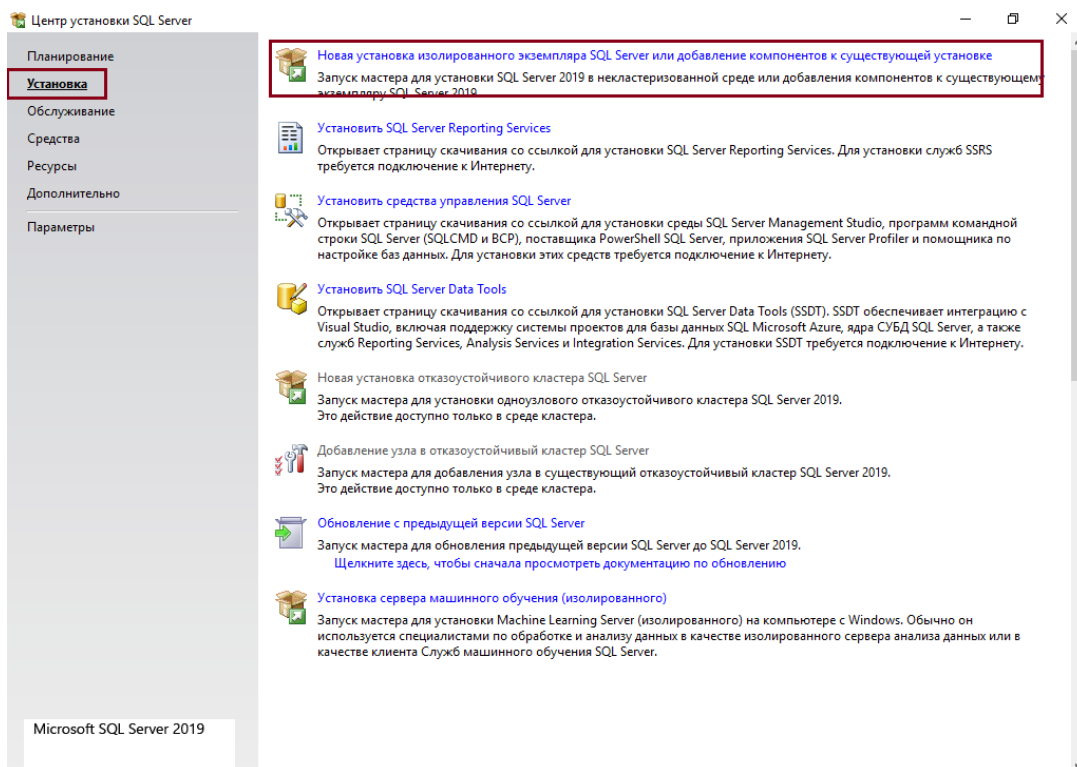 Центр установки SQL Server
Планирование
Установка
Обслуживание
Средства
Ресурсы
Дополнительно
Параметры
Новая установка изолированного экземпляра SQL Server или добавление компонентов к существующей установке
Запуск мастера для установки SQL Server 2019 в некластеризованной среде или добавления компонентов к существующему
экземпляру SQL Server 2019
Установить SQL Server Reporting Services
Открывает страницу скачивания со ссылкой для установки SQL Server Reporting Services. Для установки служб SSRS
требуется подключение к Интернету.
Установить средства управления SQL Server
Открывает страницу скачивания со ссылкой для установки среды SQL Server Management Studio, программ командной
строки SQL Server (SQLCMD и BCP), поставщика PowerShell SQL Server, приложения SQL Server Profiler и помощника по
настройке баз данных. Для установки этих средств требуется подключение к Интернету.
Установить SQL Server Data Tools
Открывает страницу скачивания со ссылкой для установки SQL Server Data Tools (SSDT). SSDT обеспечивает интеграцию с
Visual Studio, включая поддержку системы проектов для базы данных SQL Microsoft Azure, ядра СУБД SQL Server, а также
служб Reporting Services, Analysis Services и Integration Services. Для установки SSDT требуется подключение к Интернету.
Новая установка отказоустойчивого кластера SQL Server
Запуск мастера для установки одноузлового отказоустойчивого кластера SQL Server 2019.
Это действие доступно только в среде кластера.
Добавление узла в отказоустойчивый кластер SQL Server
Запуск мастера для добавления узла в существующий отказоустойчивый кластер SQL Server 2019.
Это действие доступно только в среде кластера.
Обновление с предыдущей версии SQL Server
Запуск мастера для обновления предыдущей версии SQL Server до SQL Server 2019.
Щелкните здесь, чтобы сначала просмотреть документацию по обновлению
Установка сервера машинного обучения (изолированного)
Запуск мастера для установки Machine Learning Server (изолированного) на компьютере с Windows. Обычно он
используется специалистами по обработке и анализу данных в качестве изолированного сервера анализа данных или в
качестве клиента Служб машинного обучения SQL Server.
Microsoft SQL Server 2019